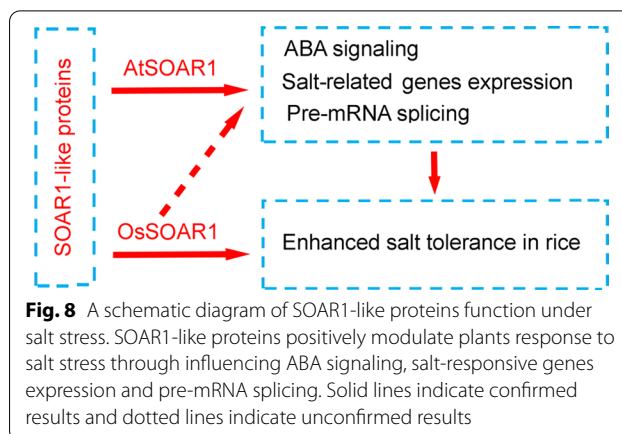 SOAR1-like proteins
AtSOAR1
OsSOAR1
ABA signaling
Salt-related genes expression
Pre-mRNA splicing
Enhanced salt tolerance in rice
Fig. 8 A schematic diagram of SOAR1-like proteins function under
salt stress. SOAR1-like proteins positively modulate plants response to
salt stress through influencing ABA signaling, salt-responsive genes
expression and pre-mRNA splicing. Solid lines indicate confirmed
results and dotted lines indicate unconfirmed results